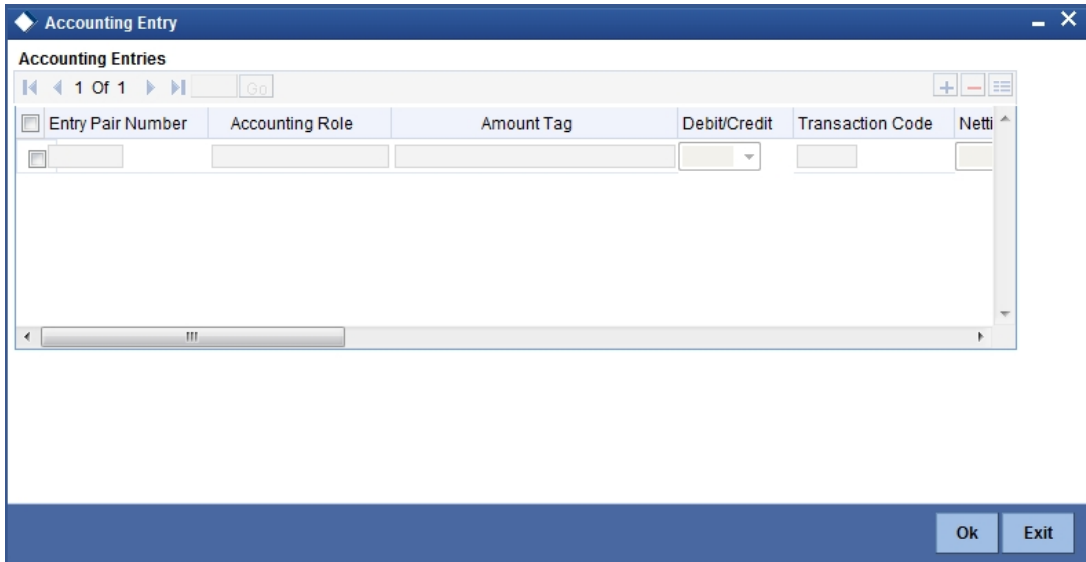 Accounting Entry
Accounting Entries
1 Of 1 Go
Entry Pair Number Accounting Role Amount Tag Debit/Credit Transaction Code Netti
Ok Exit